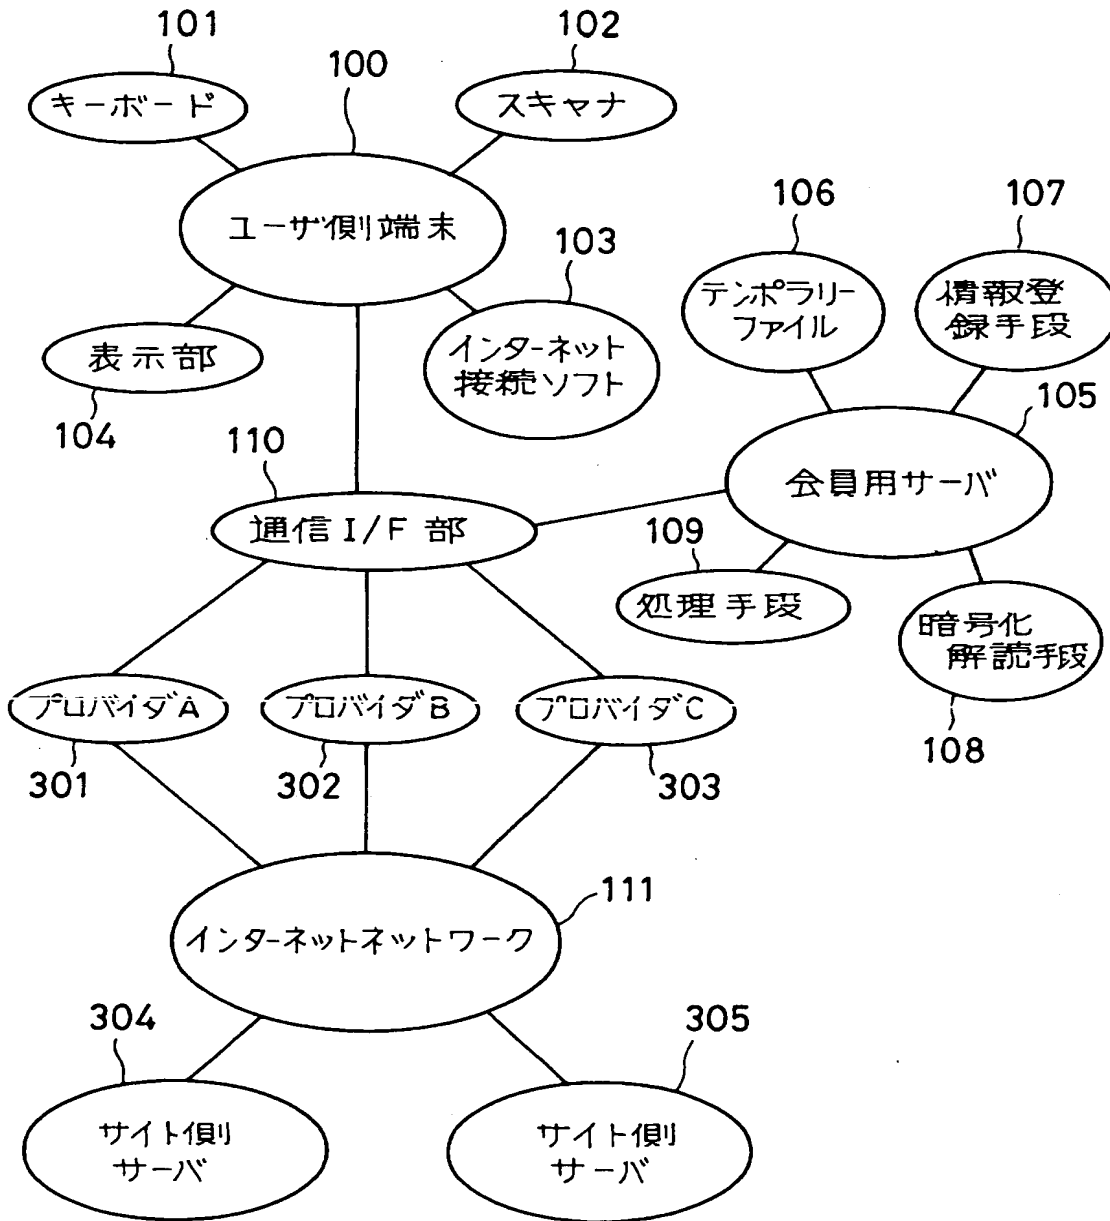 101
102
100
キーボード
スキャナ
106
107
ユーザ側端末
103
テンポラリー
ファイル
情報登
録手段
表示部
インターネット
接続ソフト
105
104
110
会員用サーバ
通信I/F部
109
処理手段
暗号化
解読手段
108
プロバイダA
プロバイダB
プロバイダC
301
302
303
111
インターネットネットワーク
304
305
サイト側
サーバ
サイト側
サーバ